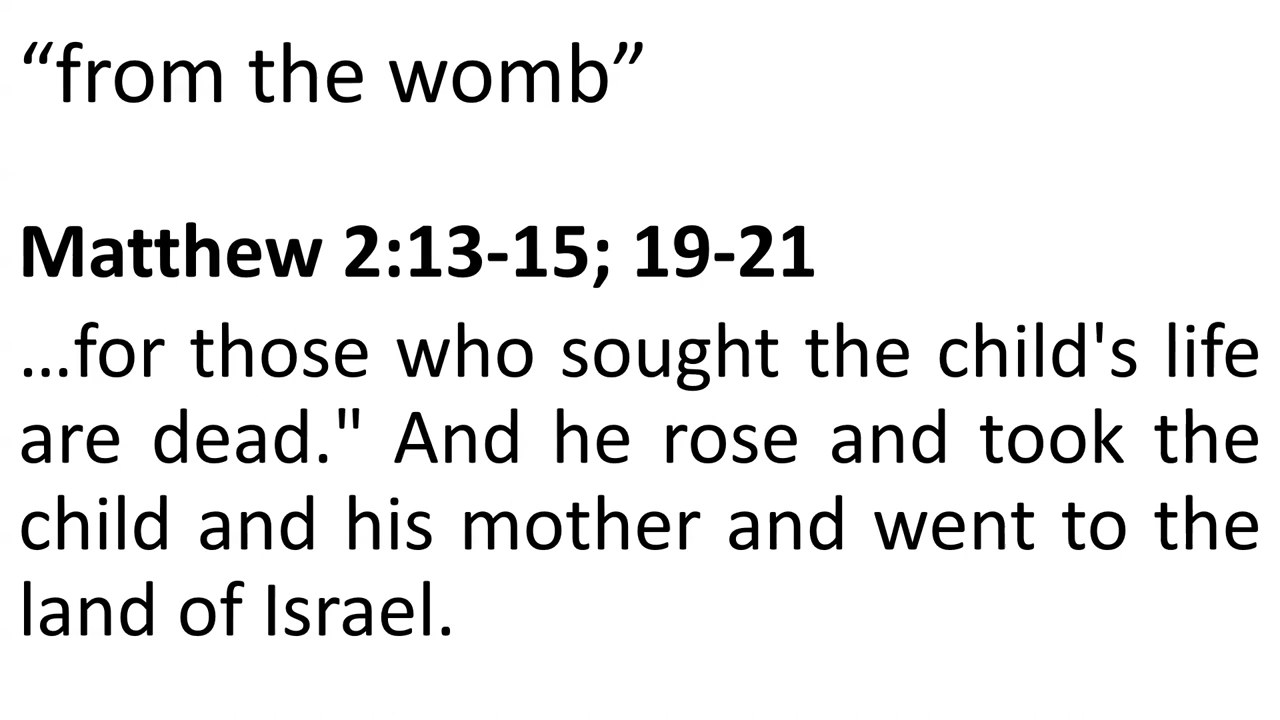 “from the womb”
Matthew 2:13-15; 19-21
...for those who sought the child's life
are dead." And he rose and took the
child and his mother and went to the
land of Israel.